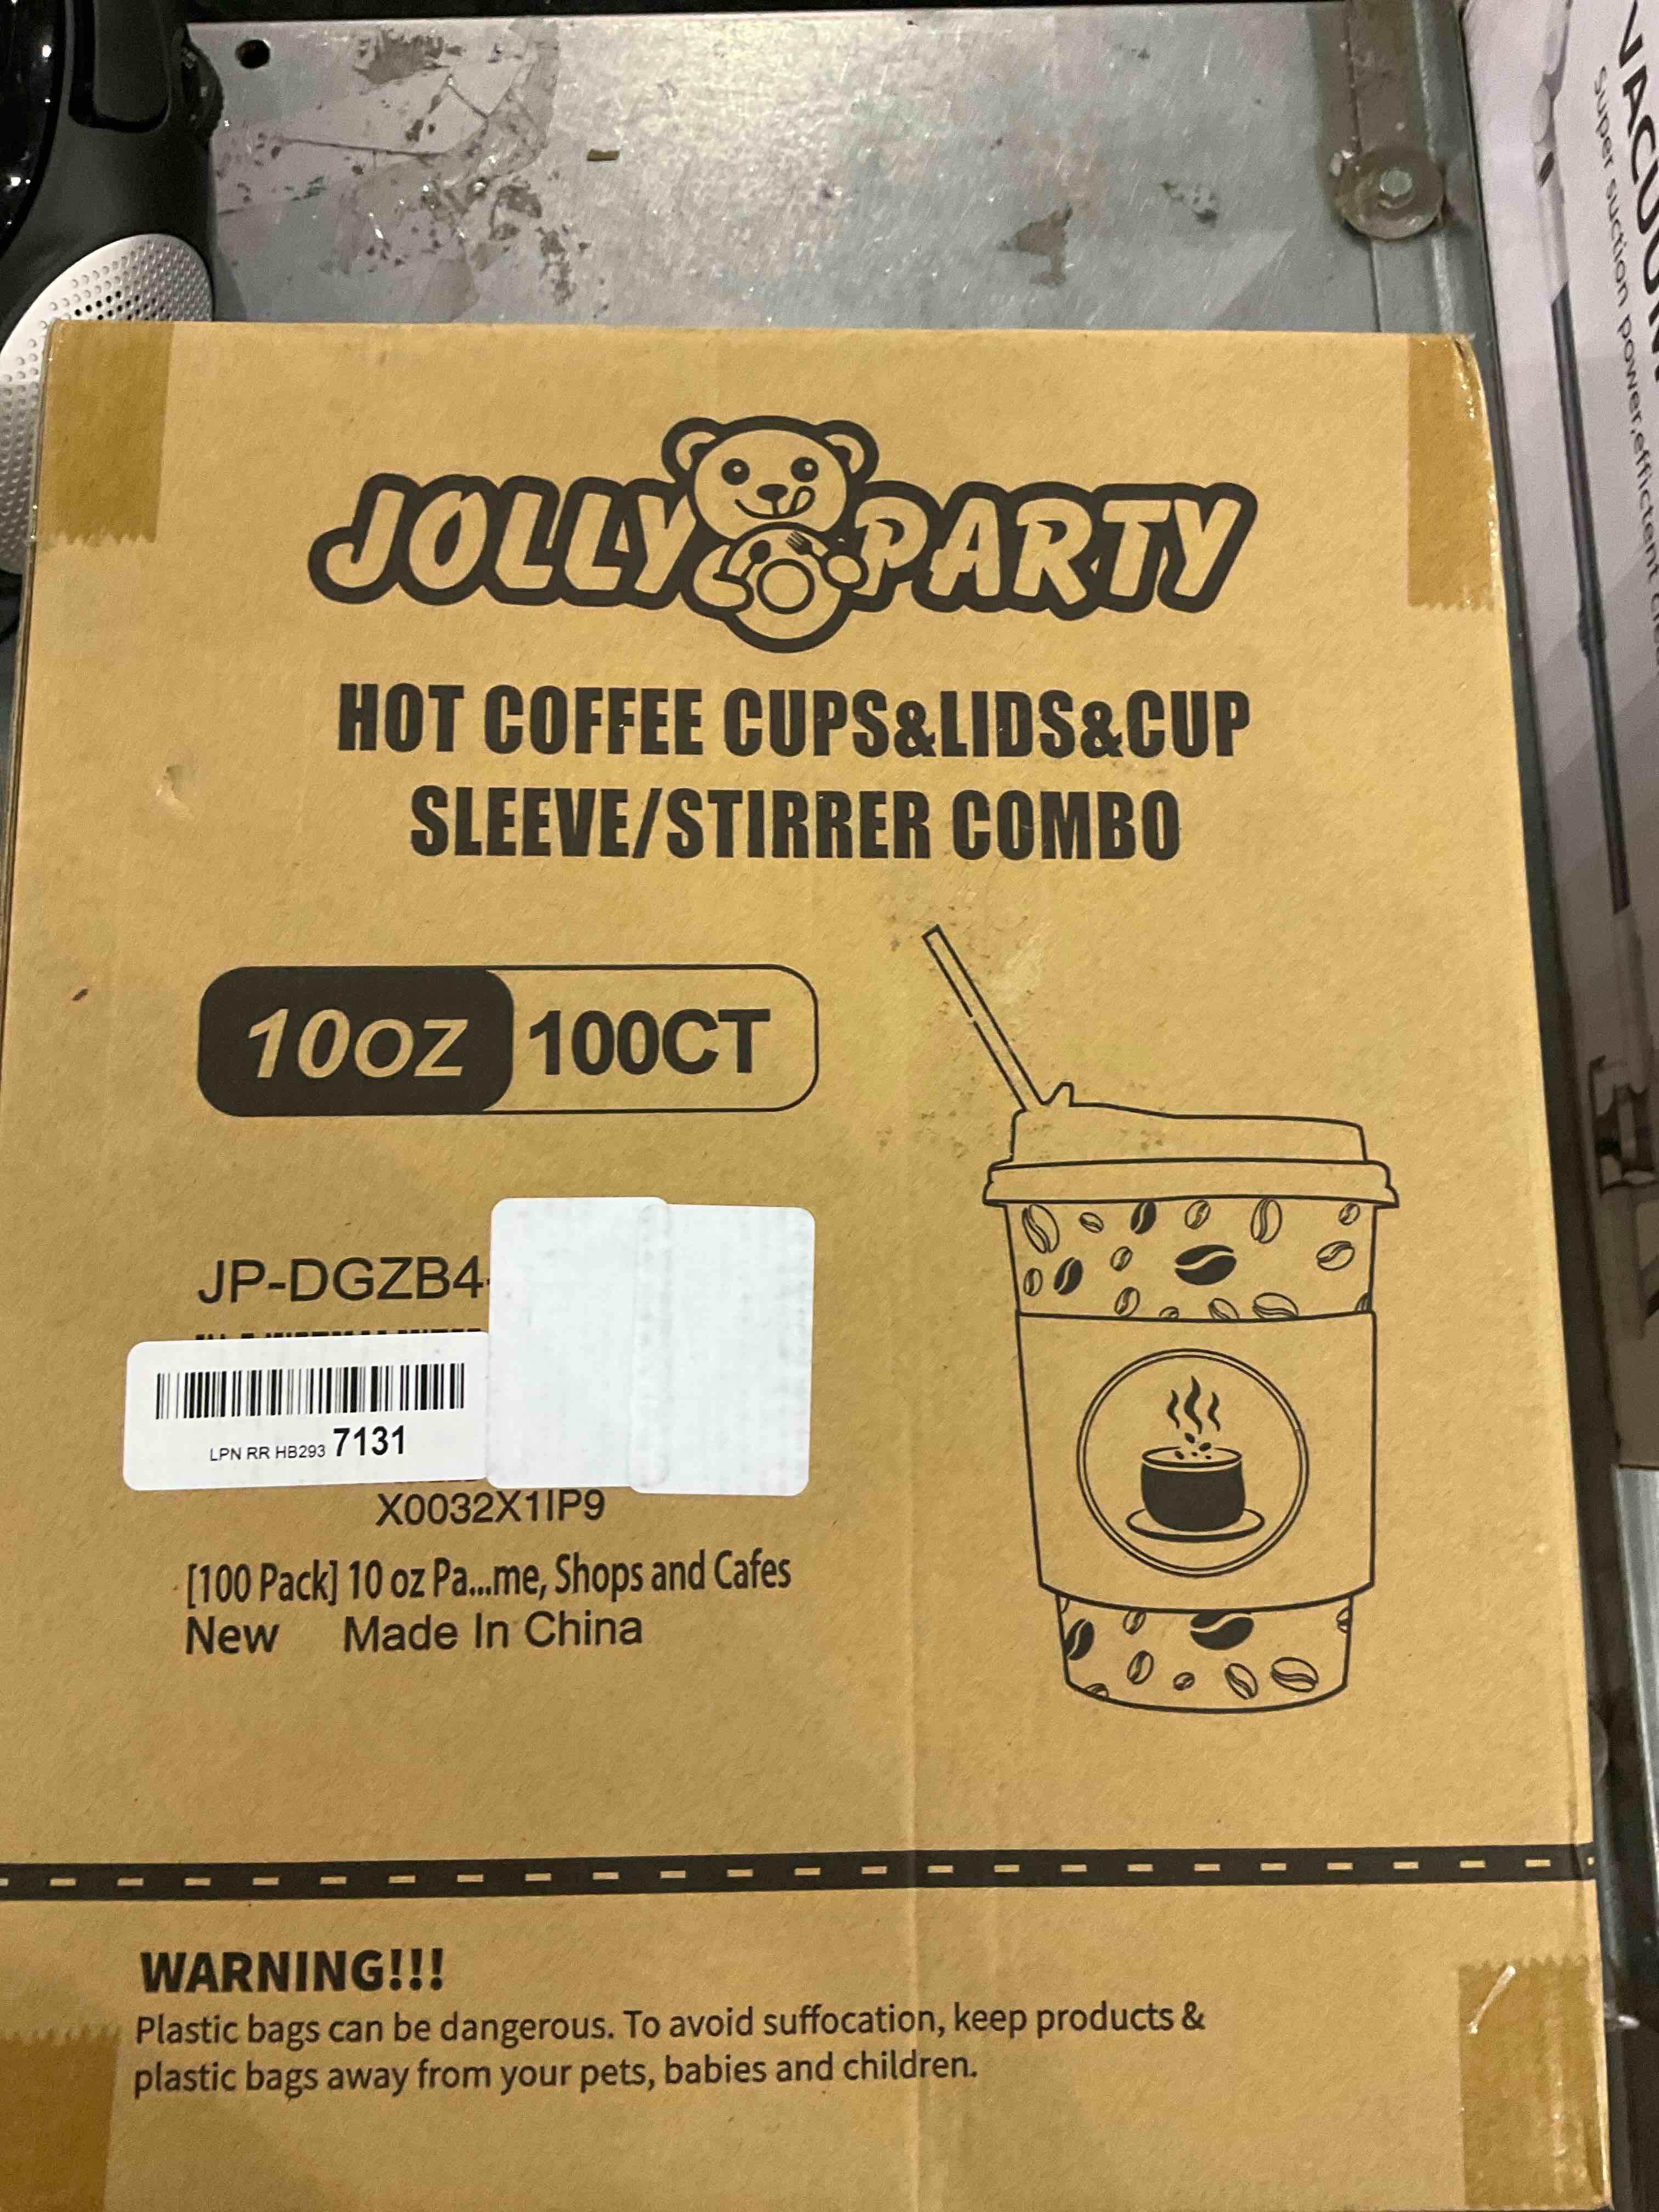 JOLLY PARTY
HOT COFFEE CUPS&LIDS&CUP
SLEEVE/STIRRER COMBO
10OZ 100CT
JP-DGZB4-
LPN RR HB293 7131
X0032X1IP9
[100 Pack] 10 oz Pa...me, Shops and Cafes
New Made In China
WARNING!!!
Plastic bags can be dangerous. To avoid suffocation, keep products &
plastic bags away from your pets, babies and children.
VACUUM
Super suction power,efficient